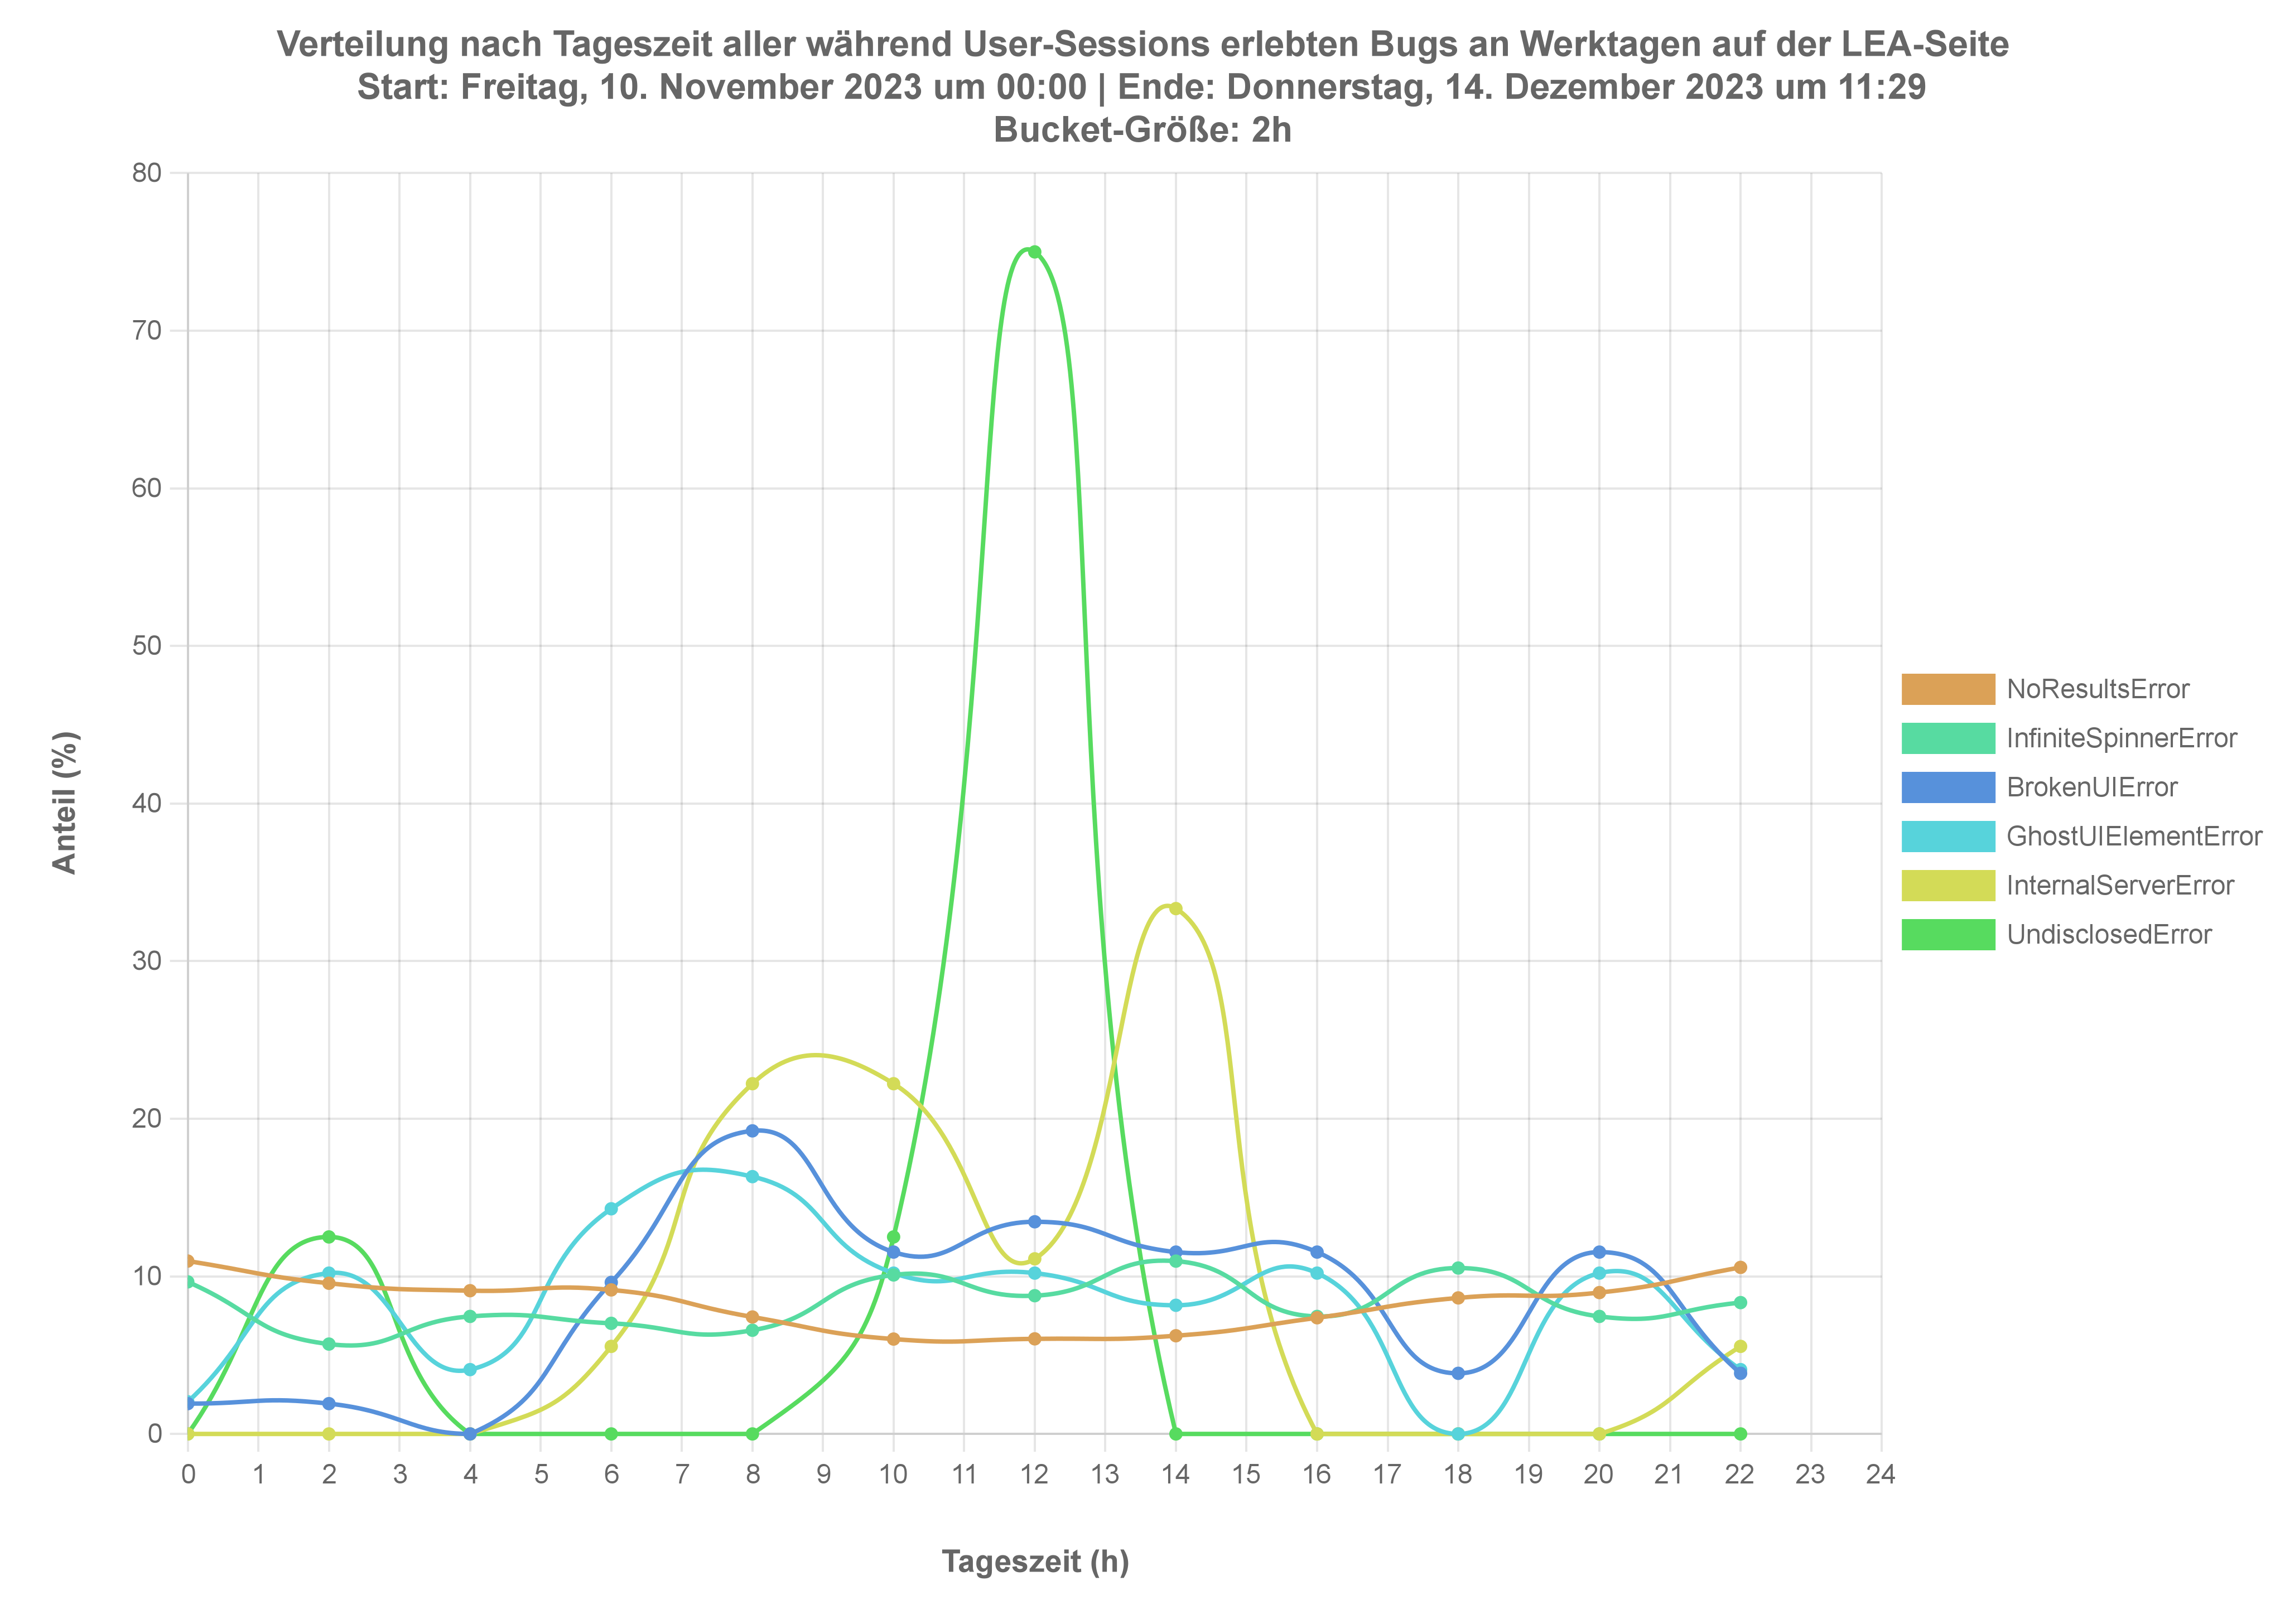 Verteilung nach Tageszeit aller während User-Sessions erlebten Bugs an Werktagen auf der LEA-Seite
Start: Freitag, 10. November 2023 um 00:00 | Ende: Donnerstag, 14. Dezember 2023 um 11:29
Bucket-Größe: 2h
80
70
60
50
40
30
20
10
0
Anteil (%)
0 1 2 3 4 5 6 7 8 9 10 11 12 13 14 15 16 17 18 19 20 21 22 23 24
Tageszeit (h)
NoResultsError
InfiniteSpinnerError
BrokenUIError
GhostUIElementError
InternalServerError
UndisclosedError